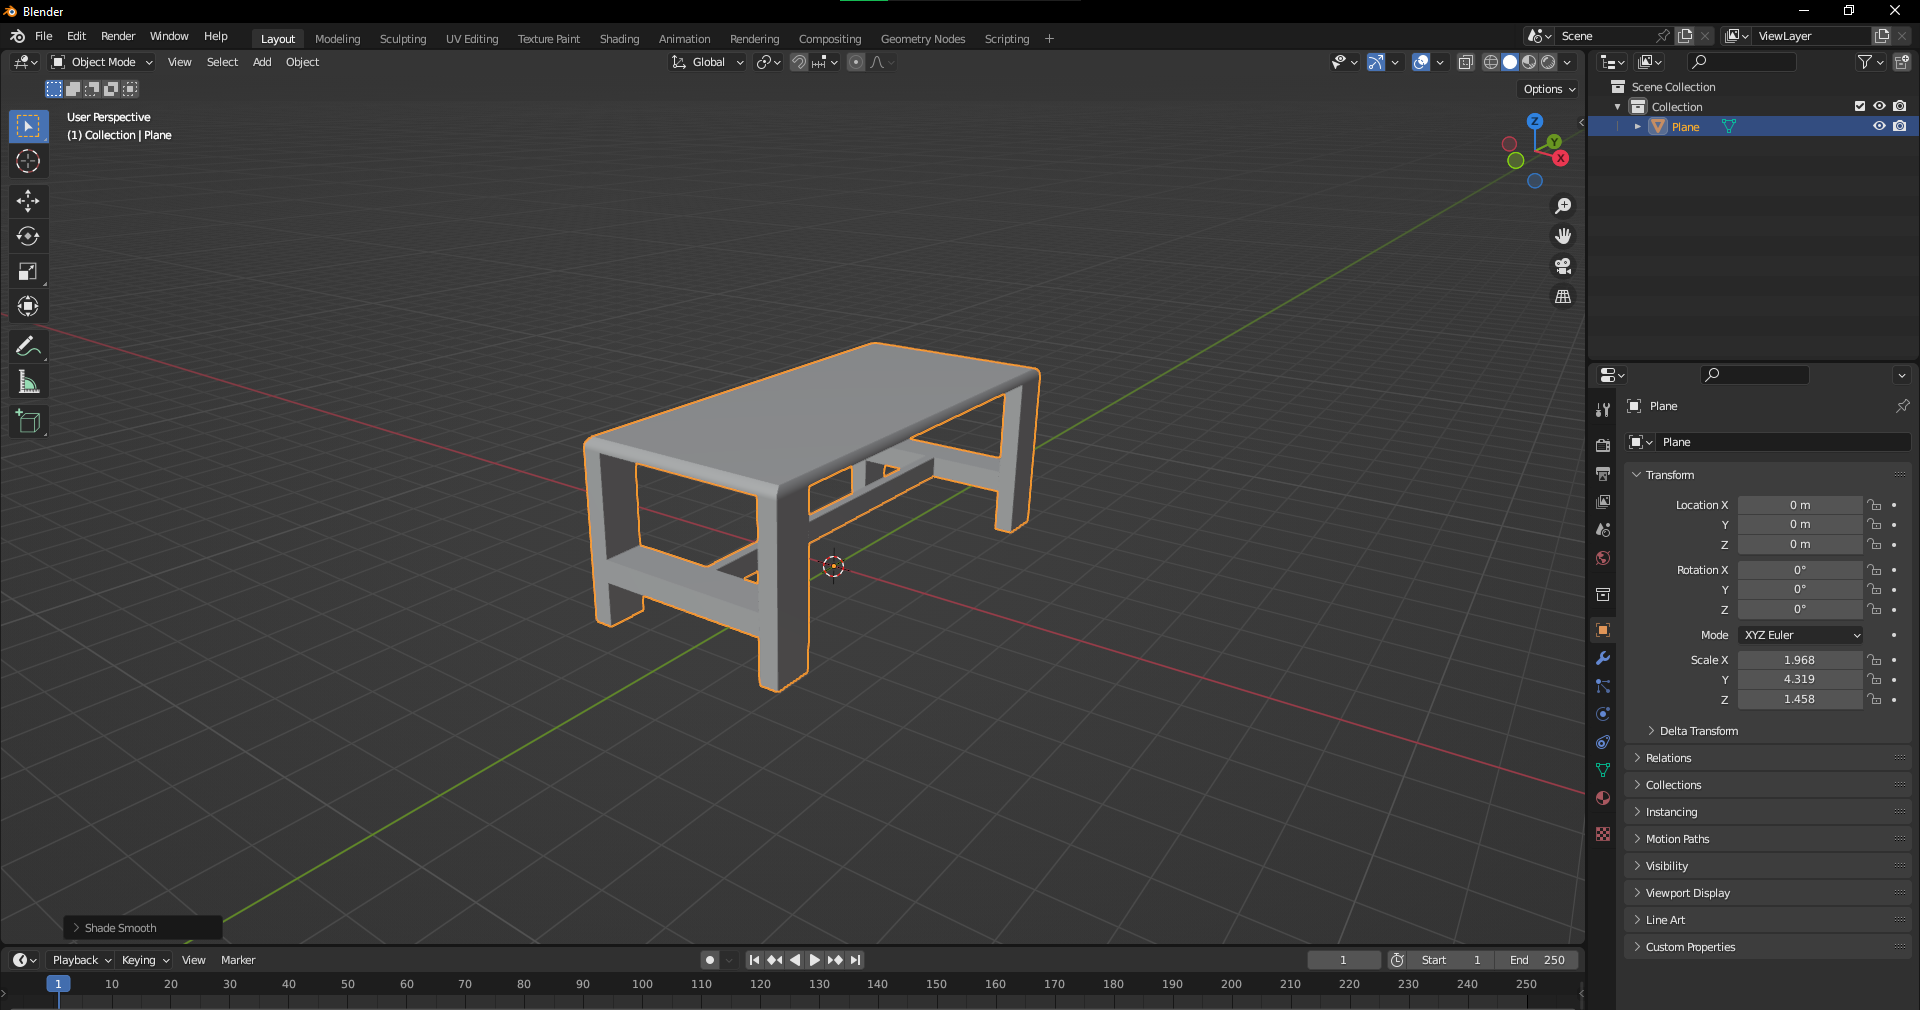 Blender
File Edit Render Window Help Layout Modeling Sculpting UV Editing Texture Paint Shading Animation Rendering Compositing Geometry Nodes Scripting + Scene ViewLayer
Object Mode View Select Add Object Global
Options
User Perspective
(1) Collection | Plane
Z
Y
X
Scene Collection
Collection
Plane
Plane
Plane
Transform
Location X 0 m
Y 0 m
Z 0 m
Rotation X 0°
Y 0°
Z 0°
Mode XYZ Euler
Scale X 1.968
Y 4.319
Z 1.458
Delta Transform
Relations
Collections
Instancing
Motion Paths
Visibility
Viewport Display
Line Art
Custom Properties
Shade Smooth
Playback Keying View Marker 1 Start 1 End 250
1 10 20 30 40 50 60 70 80 90 100 110 120 130 140 150 160 170 180 190 200 210 220 230 240 250